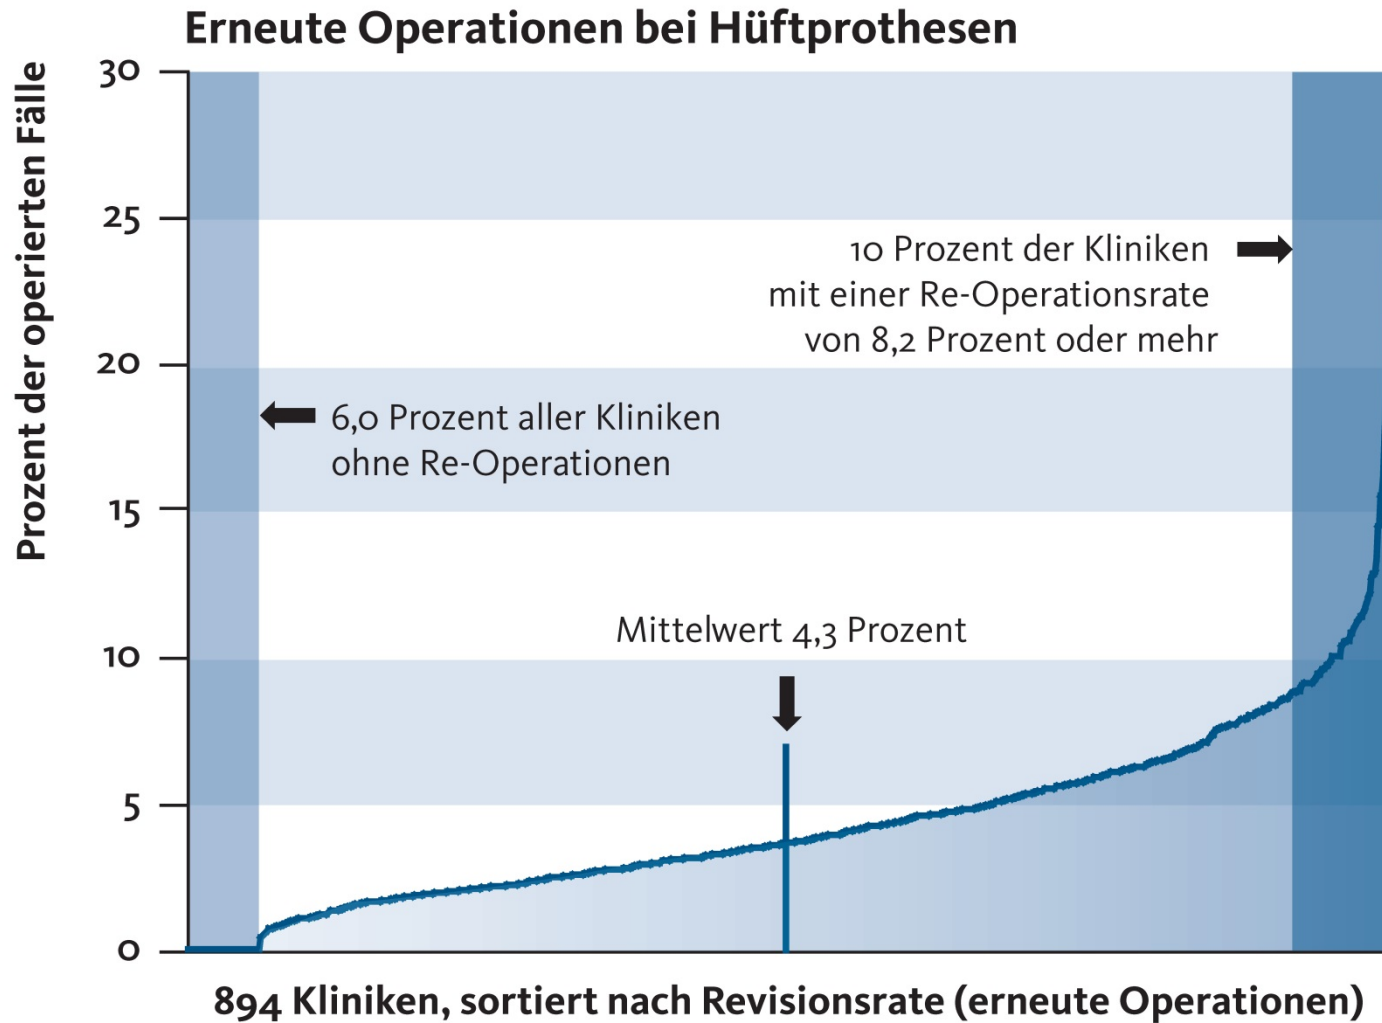 Erneute Operationen bei Hüftprothesen
Prozent der operierten Fälle
30
25
20
15
10
5
0
10 Prozent der Kliniken
mit einer Re-Operationsrate
von 8,2 Prozent oder mehr
6,0 Prozent aller Kliniken
ohne Re-Operationen
Mittelwert 4,3 Prozent
894 Kliniken, sortiert nach Revisionsrate (erneute Operationen)